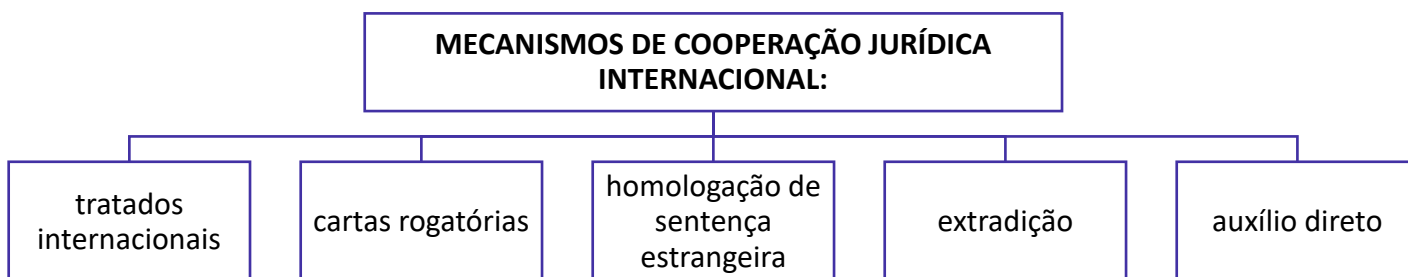 MECANISMOS DE COOPERAÇÃO JURÍDICA
INTERNACIONAL:
tratados
internacionais
cartas rogatórias
homologação de
sentença
estrangeira
extradição
auxílio direto